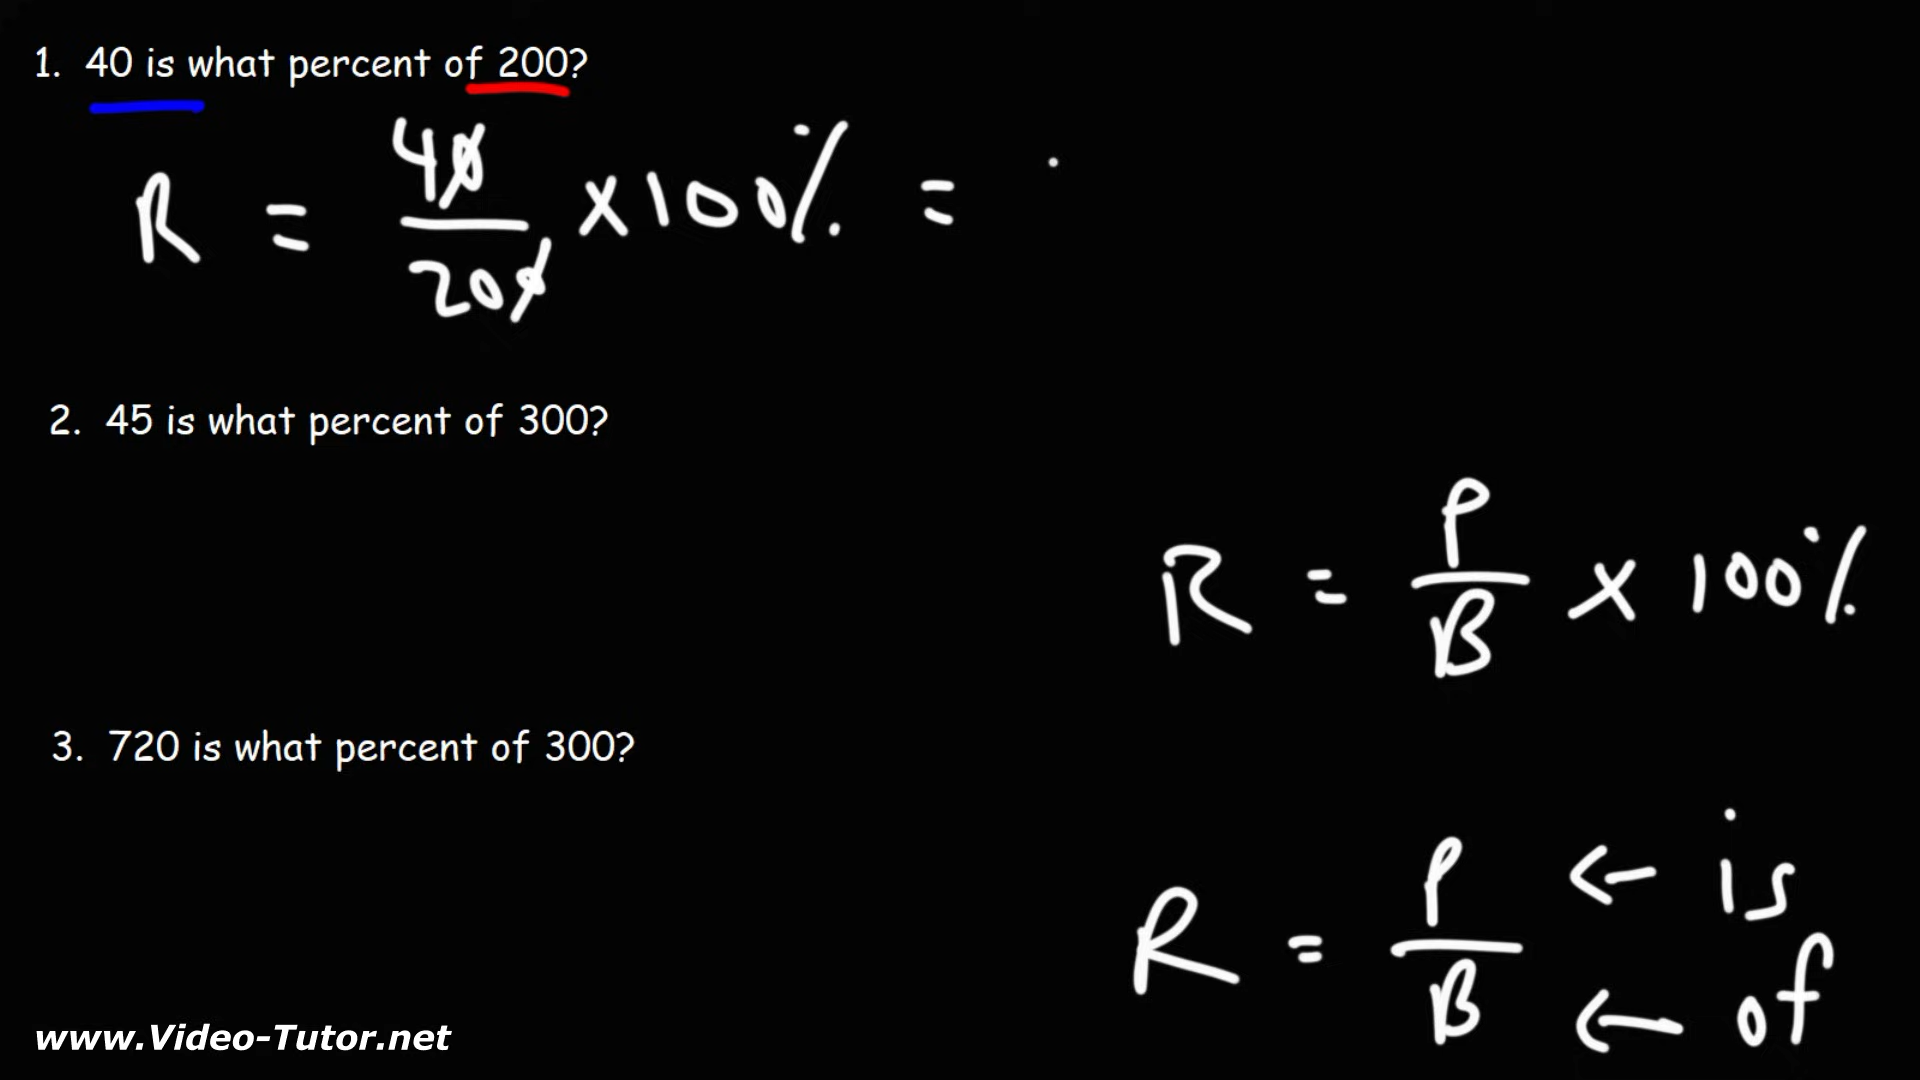 1. 40 is what percent of 200?
R = 40/200 x 100% =
2. 45 is what percent of 300?
R = P/B x 100%
3. 720 is what percent of 300?
R = P/B ← is ← of
www.Video-Tutor.net